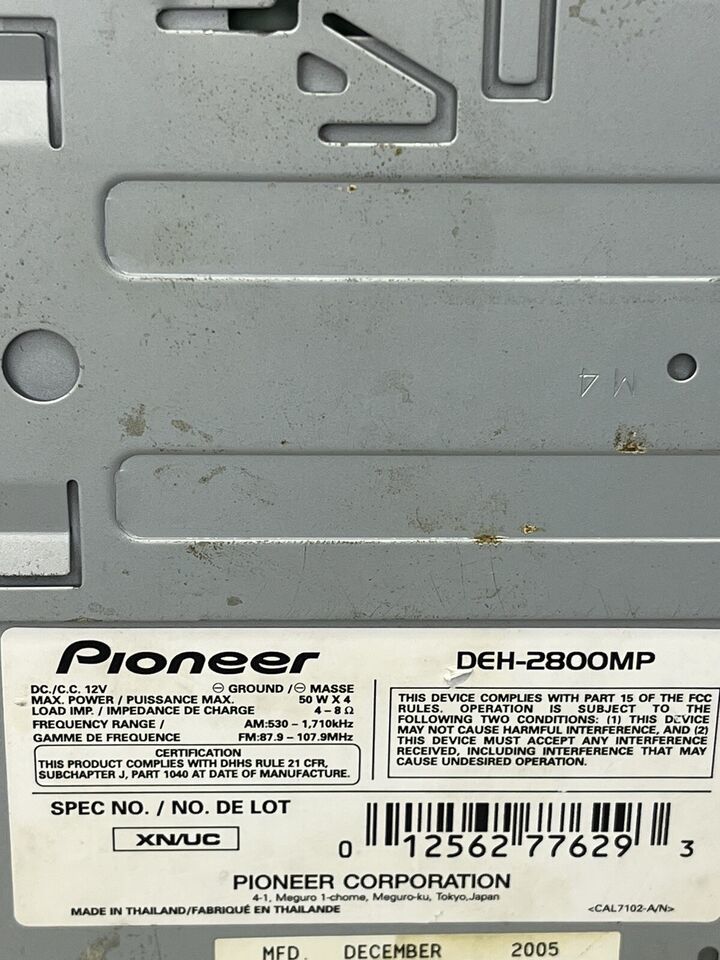 M 4
Pioneer
DEH-2800MP
DC./C.C. 12V ⊖ GROUND /⊖ MASSE
MAX. POWER / PUISSANCE MAX. 50 W X 4
LOAD IMP. / IMPEDANCE DE CHARGE 4 – 8 Ω
FREQUENCY RANGE / AM:530 – 1,710kHz
GAMME DE FREQUENCE FM:87.9 – 107.9MHz
CERTIFICATION
THIS PRODUCT COMPLIES WITH DHHS RULE 21 CFR,
SUBCHAPTER J, PART 1040 AT DATE OF MANUFACTURE.
THIS DEVICE COMPLIES WITH PART 15 OF THE FCC
RULES. OPERATION IS SUBJECT TO THE
FOLLOWING TWO CONDITIONS: (1) THIS DEVICE
MAY NOT CAUSE HARMFUL INTERFERENCE, AND (2)
THIS DEVICE MUST ACCEPT ANY INTERFERENCE
RECEIVED, INCLUDING INTERFERENCE THAT MAY
CAUSE UNDESIRED OPERATION.
SPEC NO. / NO. DE LOT
XN/UC
0 12562 77629 3
PIONEER CORPORATION
4-1, Meguro 1-chome, Meguro-ku, Tokyo,Japan
MADE IN THAILAND/FABRIQUÉ EN THAILANDE
<CAL7102-A/N>
MFD. DECEMBER 2005